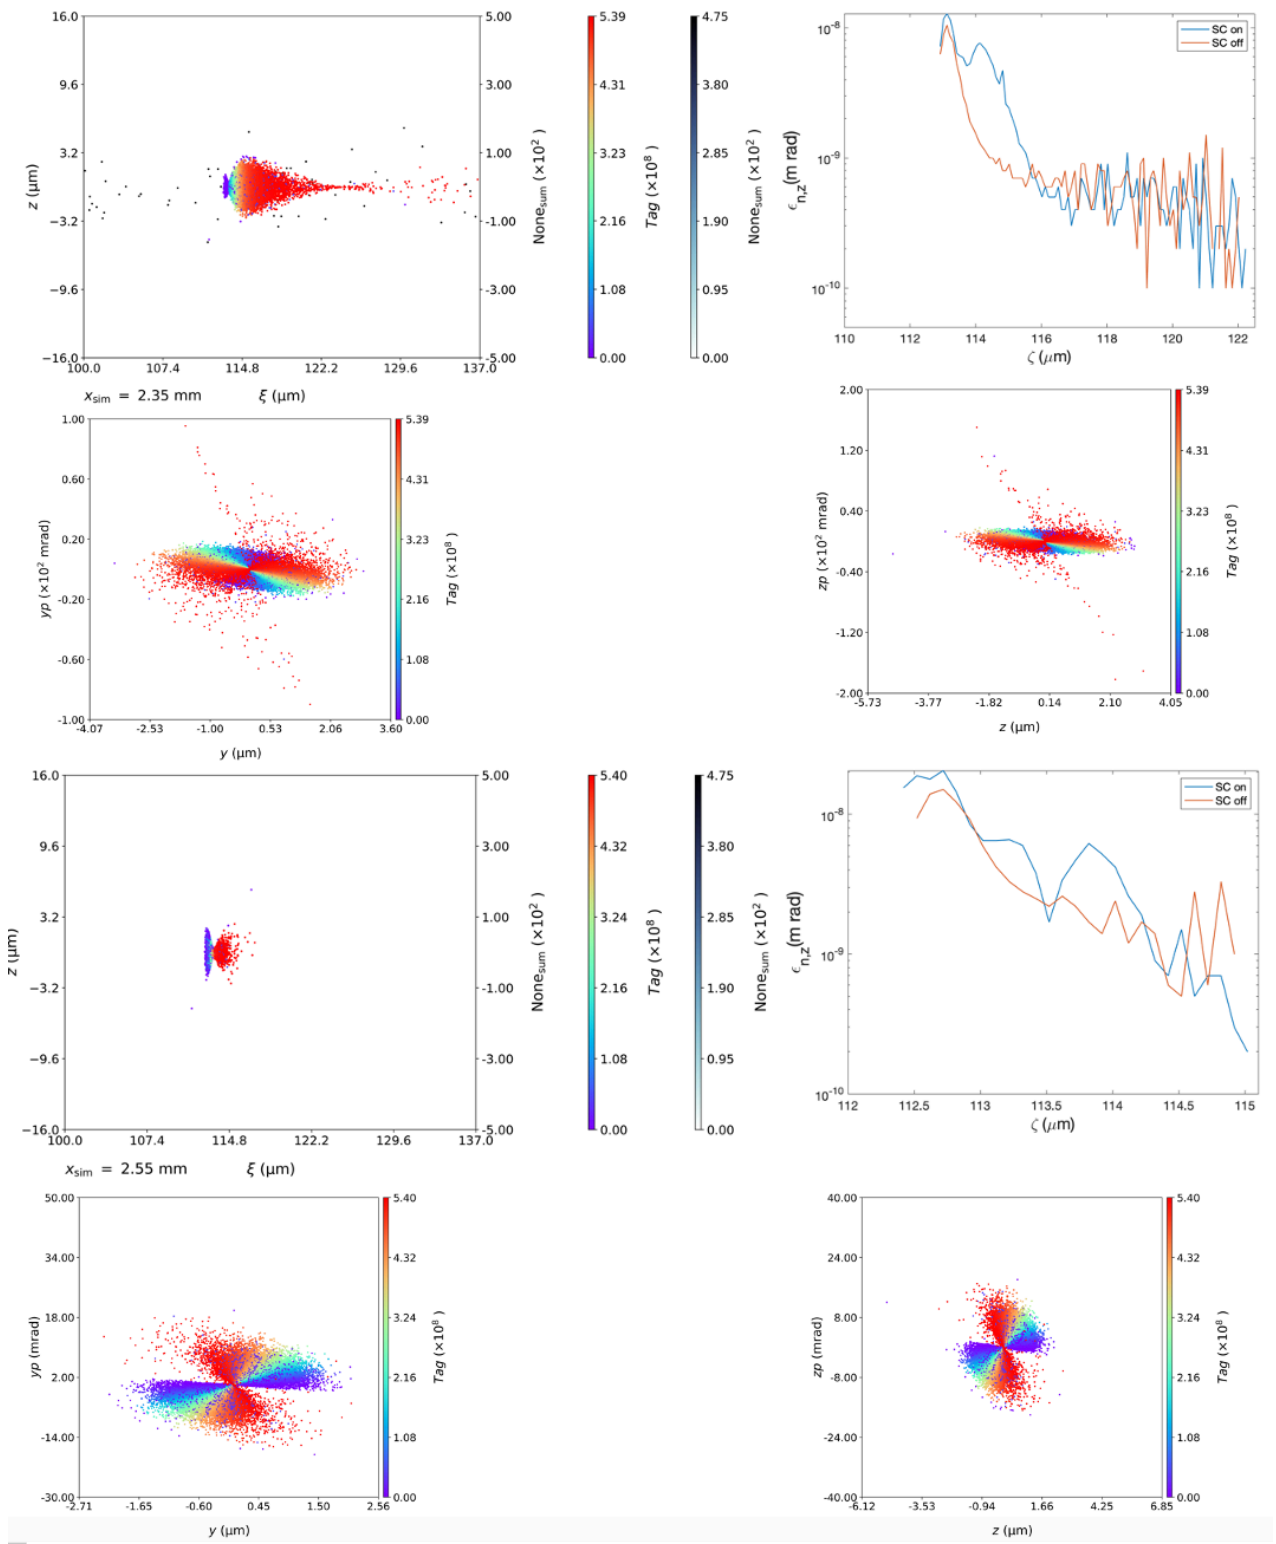 16.0
9.6
3.2
−3.2
−9.6
−16.0
z (μm)
100.0 107.4 114.8 122.2 129.6 137.0
x_sim = 2.35 mm ξ (μm)
5.00
3.00
1.00
-1.00
-3.00
-5.00
None_sum (×10²)
5.39
4.31
3.23
2.16
1.08
0.00
Tag (×10⁸)
4.75
3.80
2.85
1.90
0.95
0.00
None_sum (×10²)
SC on
SC off
10⁻⁸
10⁻⁹
10⁻¹⁰
ϵ_n,z(m rad)
110 112 114 116 118 120 122
ζ (μm)
1.00
0.60
0.20
-0.20
-0.60
-1.00
yp (×10² mrad)
-4.07 -2.53 -1.00 0.53 2.06 3.60
y (μm)
5.39
4.31
3.23
2.16
1.08
0.00
Tag (×10⁸)
2.00
1.20
0.40
-0.40
-1.20
-2.00
zp (×10² mrad)
-5.73 -3.77 -1.82 0.14 2.10 4.05
z (μm)
5.39
4.31
3.23
2.16
1.08
0.00
Tag (×10⁸)
16.0
9.6
3.2
−3.2
−9.6
−16.0
z (μm)
100.0 107.4 114.8 122.2 129.6 137.0
x_sim = 2.55 mm ξ (μm)
5.00
3.00
1.00
-1.00
-3.00
-5.00
None_sum (×10²)
5.40
4.32
3.24
2.16
1.08
0.00
Tag (×10⁸)
4.75
3.80
2.85
1.90
0.95
0.00
None_sum (×10²)
SC on
SC off
10⁻⁸
10⁻⁹
10⁻¹⁰
ϵ_n,z(m rad)
112 112.5 113 113.5 114 114.5 115
ζ (μm)
50.00
34.00
18.00
2.00
-14.00
-30.00
yp (mrad)
-2.71 -1.65 -0.60 0.45 1.50 2.56
y (μm)
5.40
4.32
3.24
2.16
1.08
0.00
Tag (×10⁸)
40.00
24.00
8.00
-8.00
-24.00
-40.00
zp (mrad)
-6.12 -3.53 -0.94 1.66 4.25 6.85
z (μm)
5.40
4.32
3.24
2.16
1.08
0.00
Tag (×10⁸)